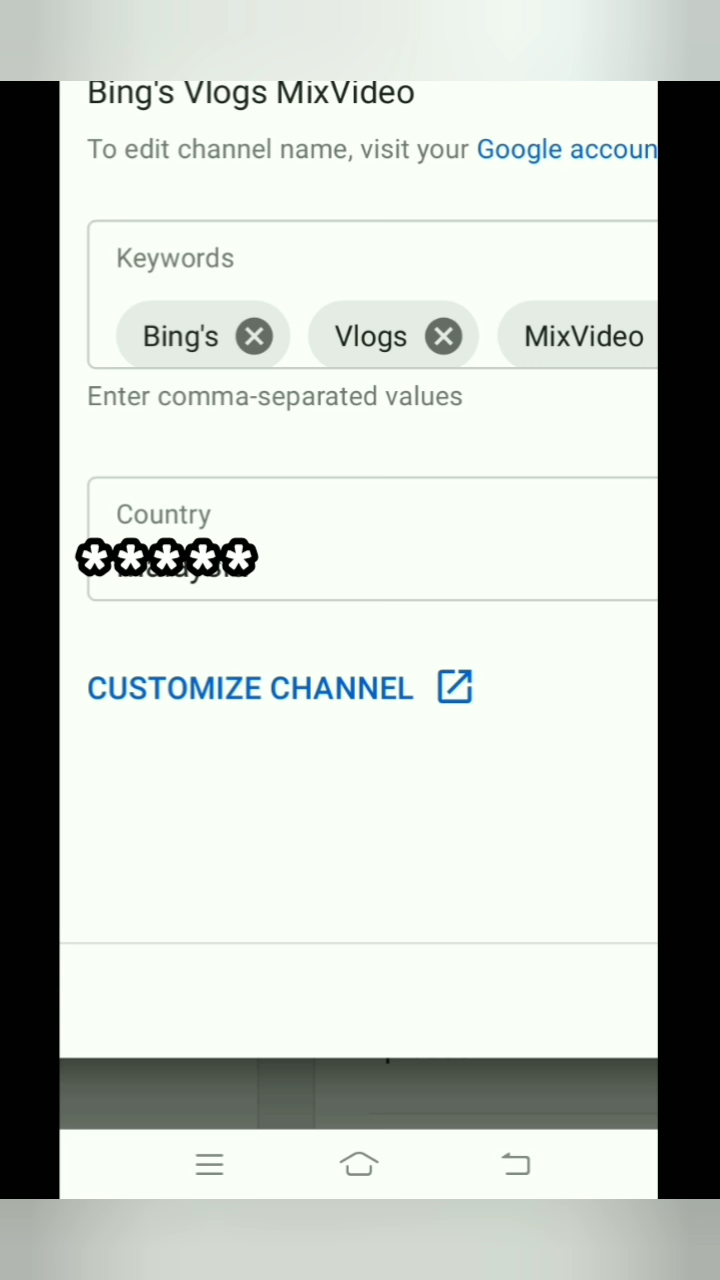 Bing's Vlogs MixVideo
To edit channel name, visit your Google accoun
Keywords
Bing's Vlogs MixVideo
Enter comma-separated values
Country
*****
CUSTOMIZE CHANNEL